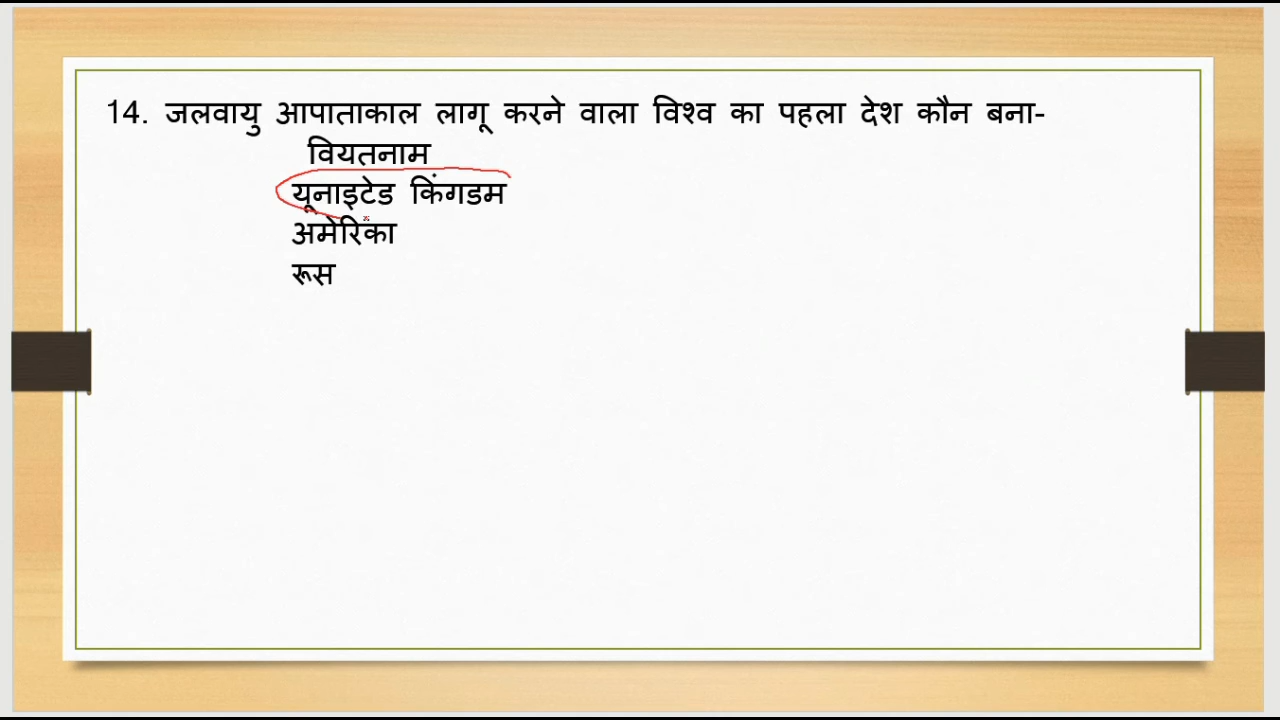 14. जलवायु आपाताकाल लागू करने वाला विश्व का पहला देश कौन बना-
वियतनाम
यूनाइटेड किंगडम
अमेरिका
रूस